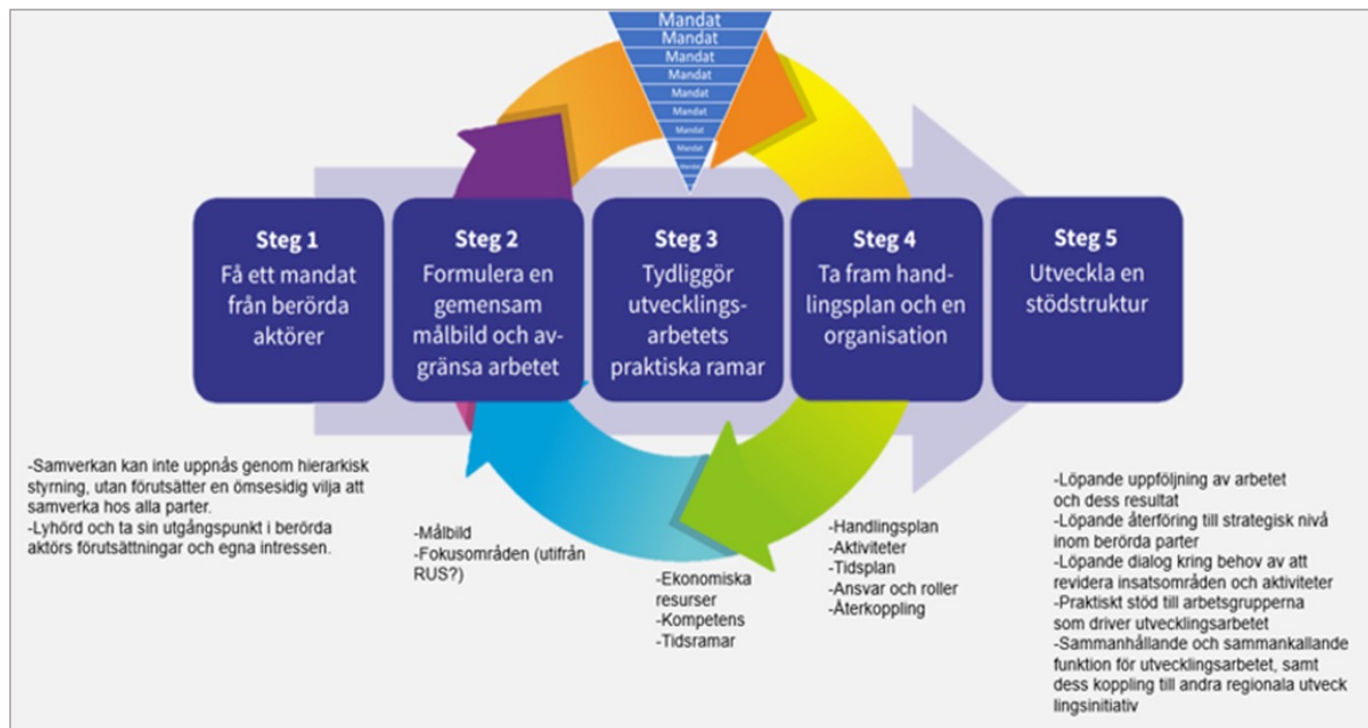 Mandat
Mandat
Mandat
Mandat
Mandat
Mandat
Mandat
Mandat
Mandat
Steg 1
Få ett mandat
från berörda
aktörer
Steg 2
Formulera en
gemensam
målbild och av-
gränsa arbetet
Steg 3
Tydliggör
utvecklings-
arbetets
praktiska ramar
Steg 4
Ta fram hand-
lingsplan och en
organisation
Steg 5
Utveckla en
stödstruktur
-Samverkan kan inte uppnås genom hierarkisk
styrning, utan förutsätter en ömsesidig vilja att
samverka hos alla parter.
-Lyhörd och ta sin utgångspunkt i berörda
aktörs förutsättningar och egna intressen.
-Målbild
-Fokusområden (utifrån
RUS?)
-Ekonomiska
resurser
-Kompetens
-Tidsramar
-Handlingsplan
-Aktiviteter
-Tidsplan
-Ansvar och roller
-Återkoppling
-Löpande uppföljning av arbetet
och dess resultat
-Löpande återföring till strategisk nivå
inom berörda parter
-Löpande dialog kring behov av att
revidera insatsområden och aktiviteter
-Praktiskt stöd till arbetsgrupperna
som driver utvecklingsarbetet
-Sammanhållande och sammankallande
funktion för utvecklingsarbetet, samt
dess koppling till andra regionala utveck
lingsinitiativ